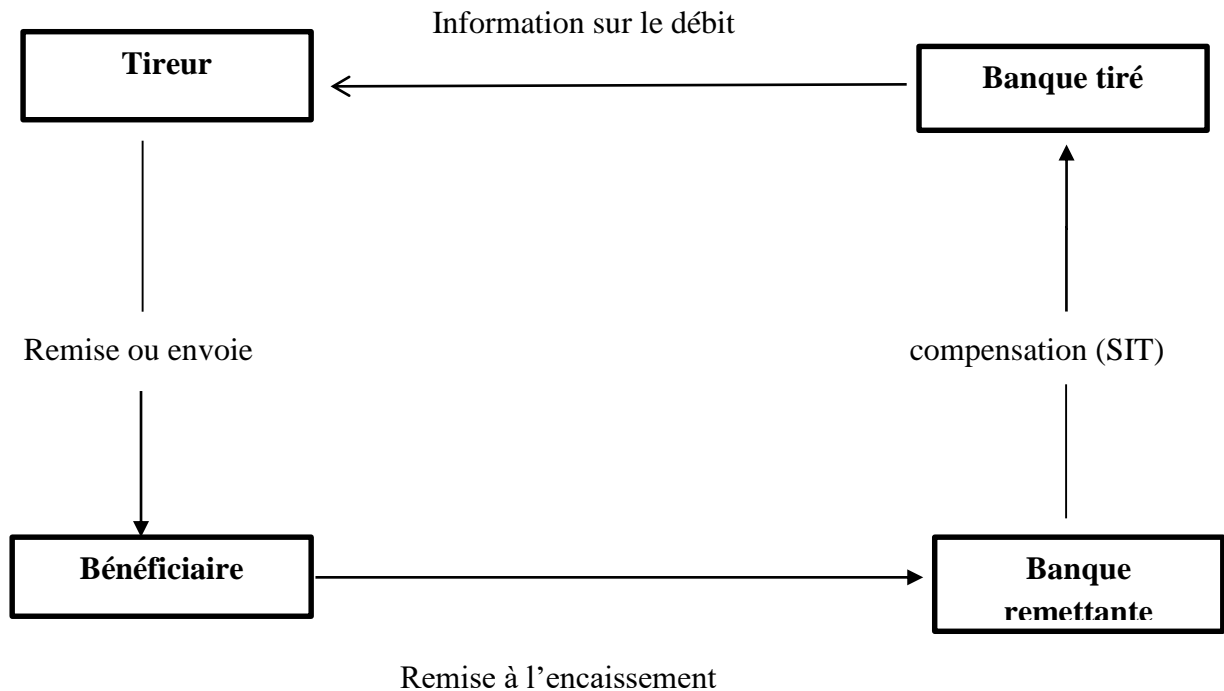 Information sur le débit
Tireur
Banque tiré
Remise ou envoie
compensation (SIT)
Bénéficiaire
Banque
remettante
Remise à l’encaissement